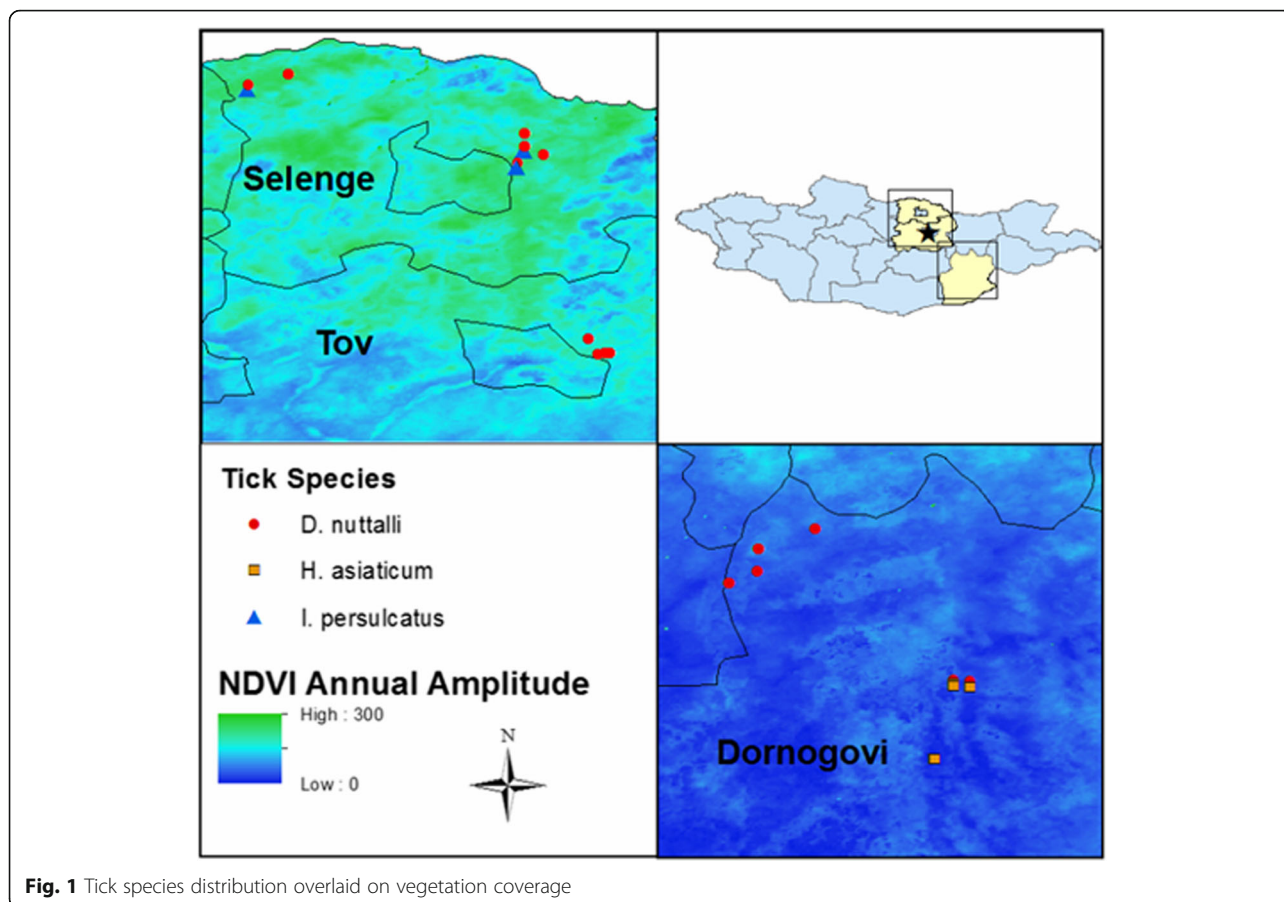 Selenge
Tov
Tick Species
D. nuttalli
H. asiaticum
I. persulcatus
NDVI Annual Amplitude
High : 300
Low : 0
N
Dornogovi
Fig. 1 Tick species distribution overlaid on vegetation coverage